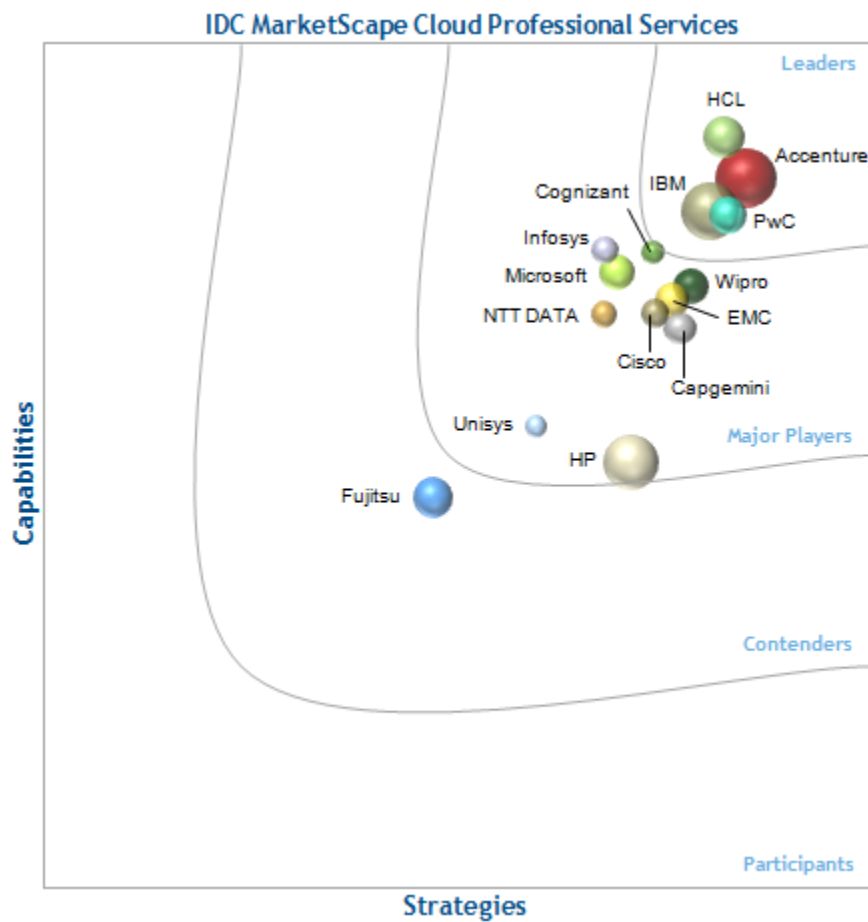 IDC MarketScape Cloud Professional Services
Leaders
HCL
Accenture
IBM
Cognizant
PwC
Infosys
Microsoft
Wipro
NTT DATA
EMC
Cisco
Capgemini
Unisys
Major Players
HP
Fujitsu
Capabilities
Contenders
Participants
Strategies